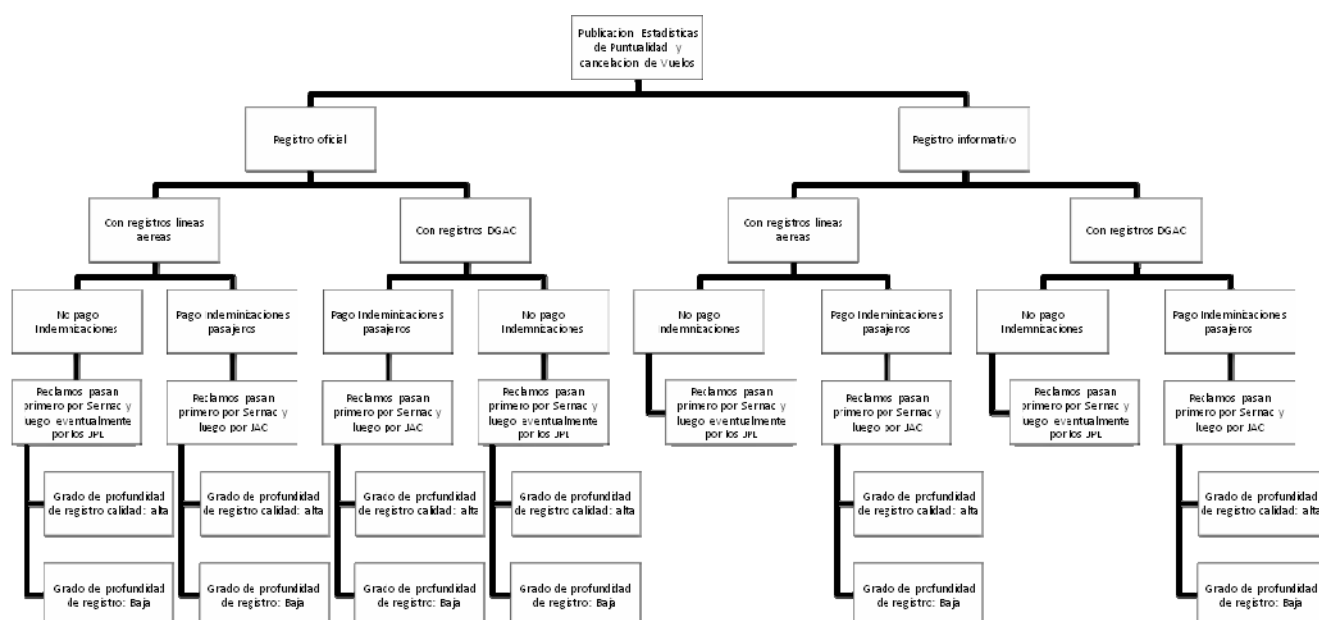 Publicacion Estadisticas
de Puntualidad y
cancelacion de Vuelos
Registro oficial
Registro informativo
Con registros lineas
aereas
Con registros DGAC
Con registros lineas
aereas
Con registros DGAC
No pago
Indemnizaciones
Pago Indemnizaciones
pasajeros
Pago Indeminizaciones
pasajeros
No pago
Indemnizaciones
No pago
Indemnizaciones
Pago Indeminizaciones
pasajeros
No pago
Indemnizaciones
Pago Indeminizaciones
pasajeros
Reclamos pasan
primero por Sernac y
luego eventualmente
por los JPL
Reclamos pasan
primero por Sernac y
luego por JAC
Reclamos pasan
primero por Sernac y
luego por JAC
Reclamos pasan
primero por Sernac y
luego eventualmente
por los JPL
Reclamos pasan
primero por Sernac y
luego eventualmente
por los JPL
Reclamos pasan
primero por Sernac y
luego por JAC
Reclamos pasan
primero por Sernac y
luego eventualmente
por los JPL
Reclamos pasan
primero por Sernac y
luego por JAC
Grado de profundidad
de registro calidad: alta
Grado de profundidad
de registro calidad: alta
Grado de profundidad
de registro calidad: alta
Grado de profundidad
de registro calidad: alta
Grado de profundidad
de registro calidad: alta
Grado de profundidad
de registro calidad: alta
Grado de profundidad
de registro: Baja
Grado de profundidad
de registro: Baja
Grado de profundidad
de registro: Baja
Grado de profundidad
de registro: Baja
Grado de profundidad
de registro: Baja
Grado de profundidad
de registro: Baja